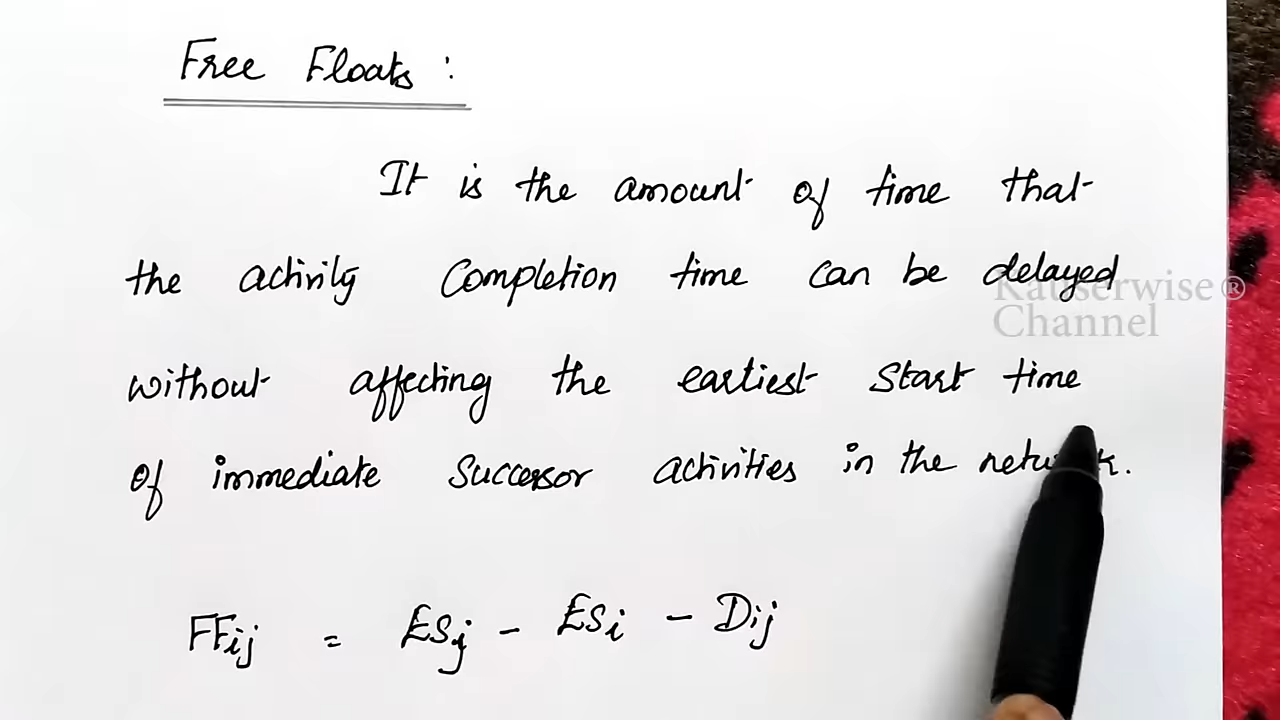 Free Floats :
It is the amount of time that
the activity Completion time can be delayed
Kauserwise®
Channel
without affecting the earliest start time
of immediate Successor activities in the network.
FFij = ESj - ESi - Dij